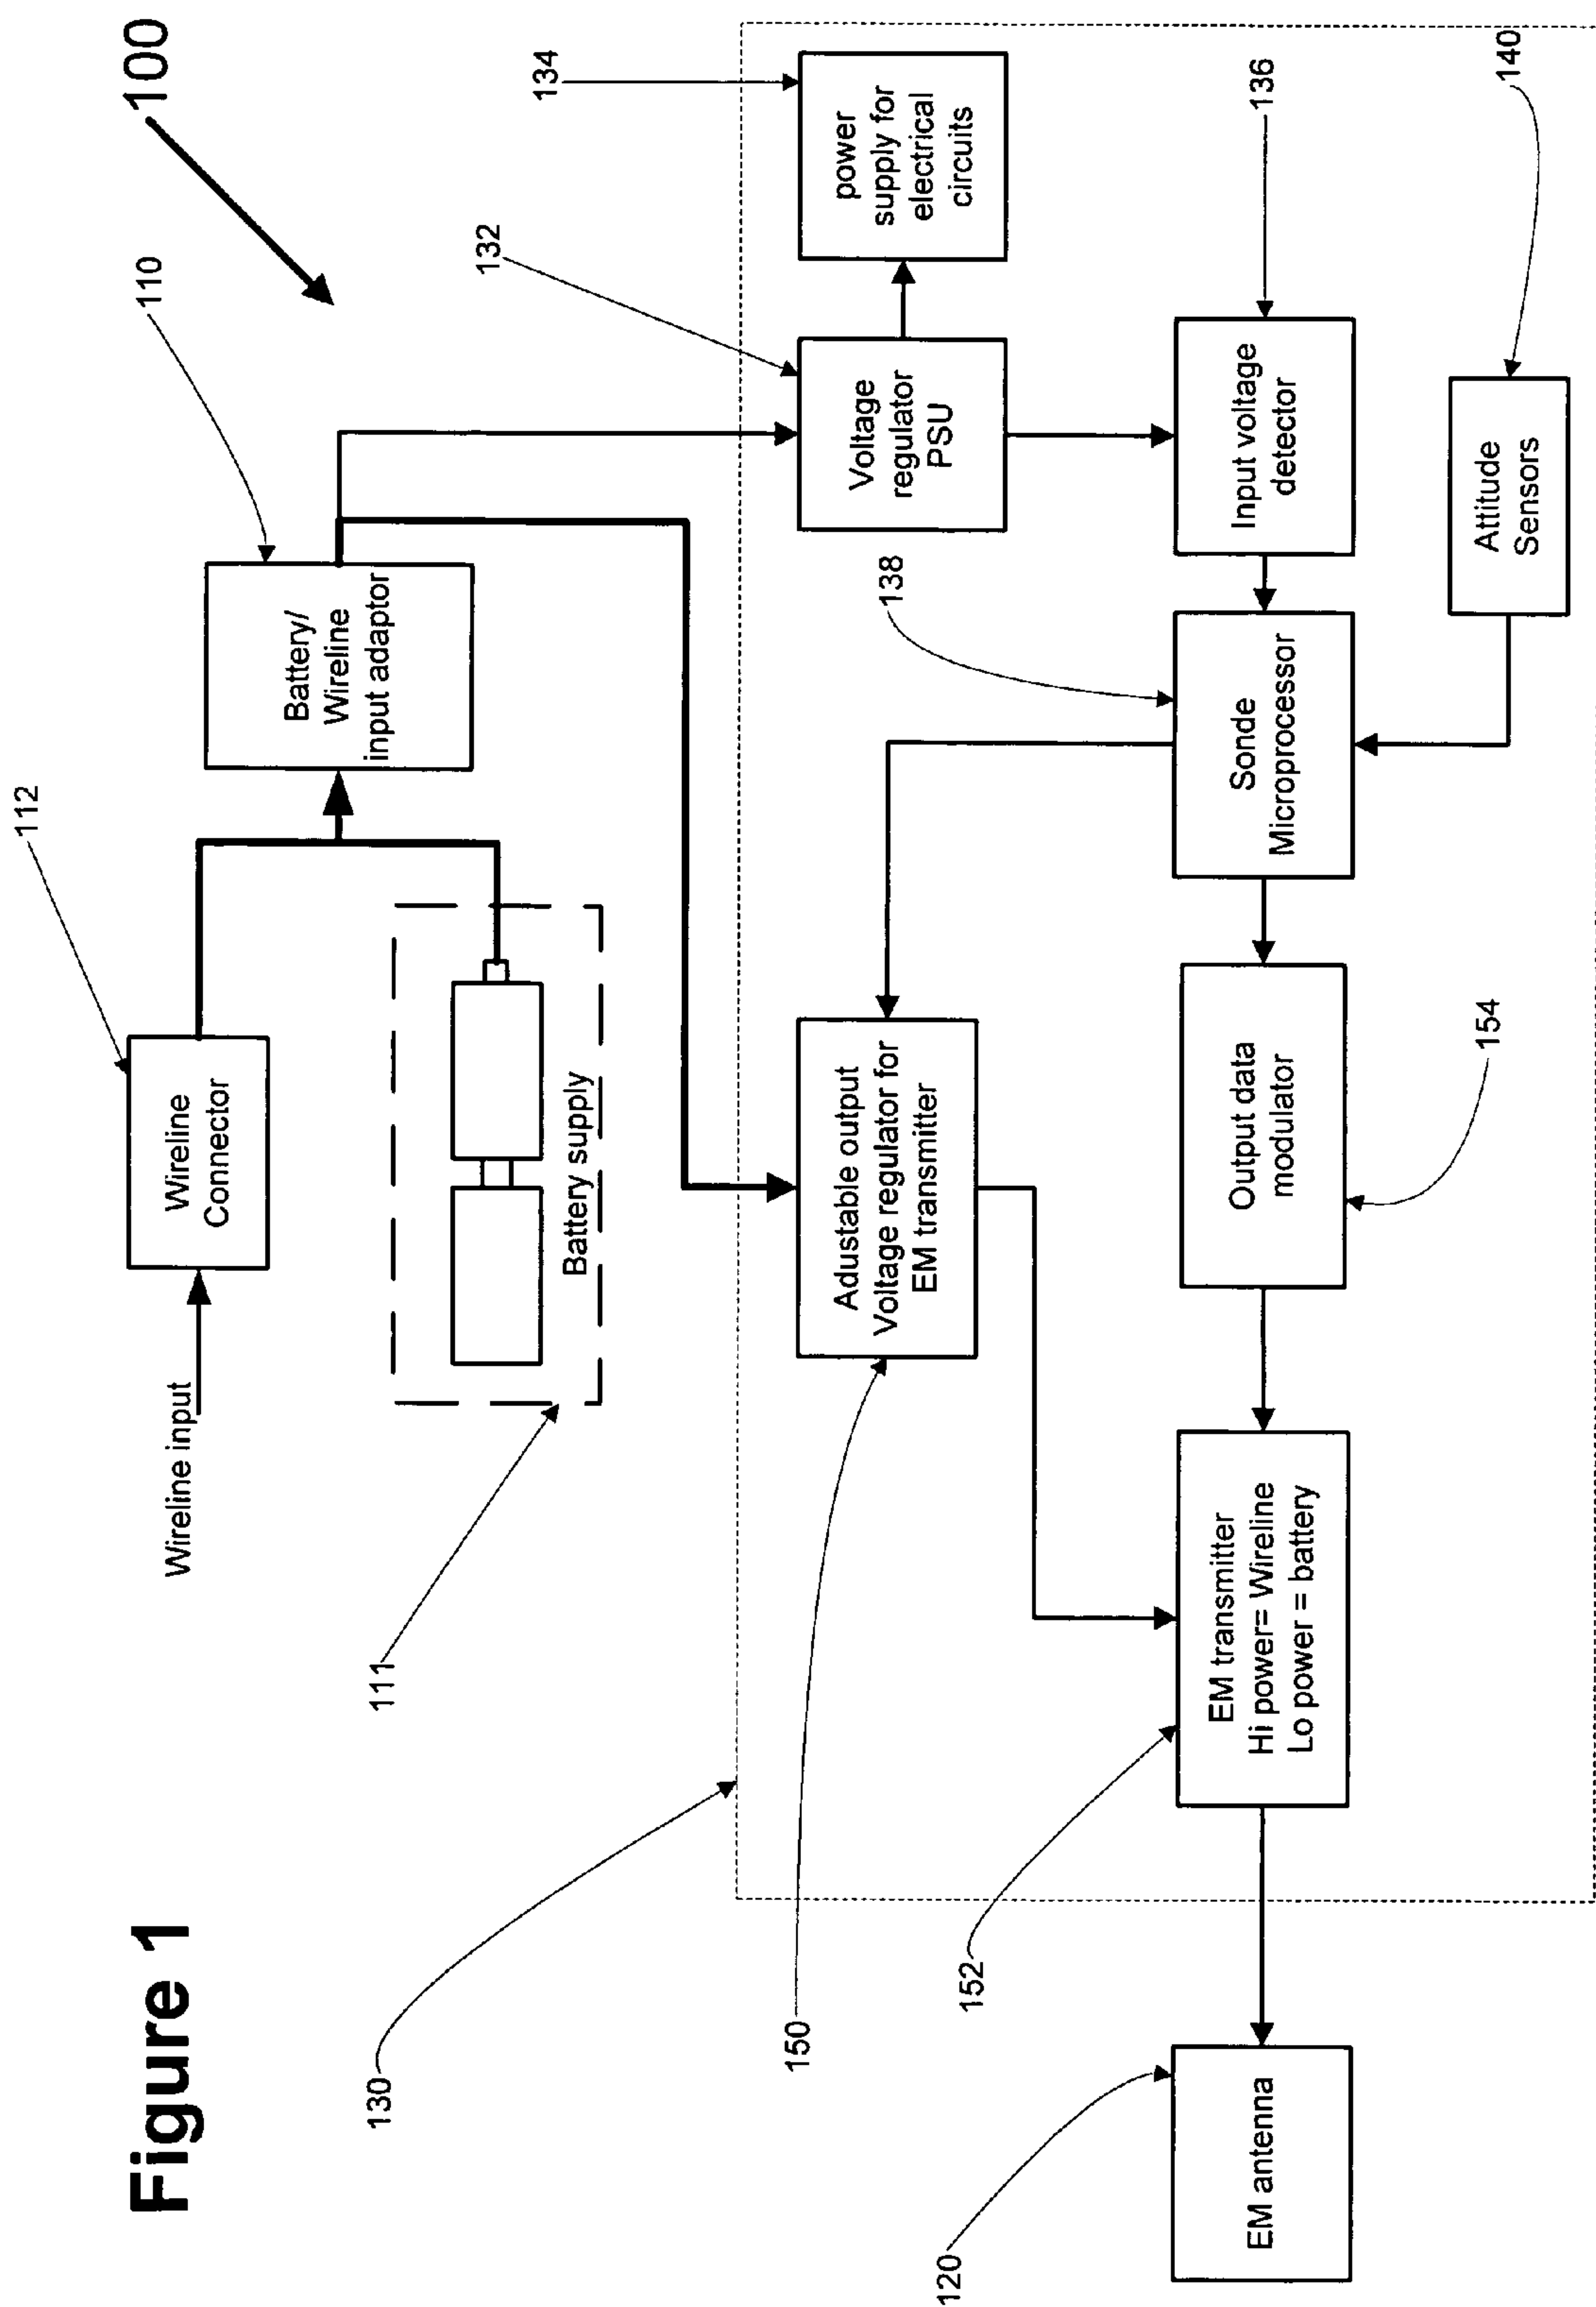 Figure 1
100
Wireline input
112
Wireline
Connector
110
Battery/
Wireline
input adaptor
111
Battery supply
130
132
134
Voltage
regulator
PSU
power
supply for
electrical
circuits
150
Adustable output
Voltage regulator for
EM transmitter
138
136
Sonde
Microprocessor
Input voltage
detector
140
Attitude
Sensors
154
Output data
modulator
152
EM transmitter
Hi power= Wireline
Lo power = battery
120
EM antenna